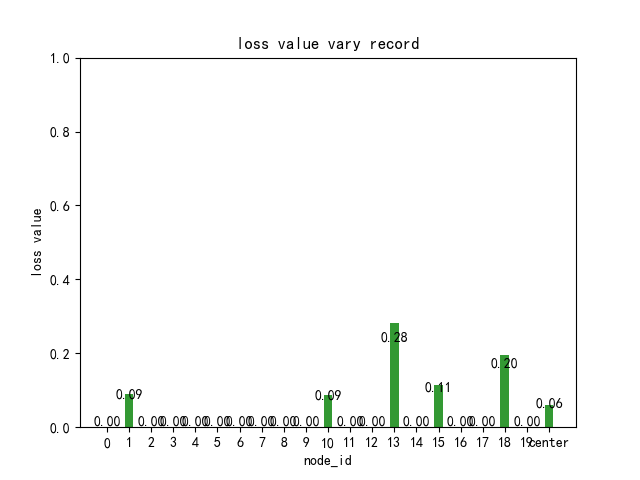 loss value vary record
1.0
0.8
0.6
0.4
0.2
0.0
loss value
0.00 0.09 0.00 0.00 0.00 0.00 0.00 0.00 0.00 0.00 0.09 0.00 0.00 0.28 0.00 0.11 0.00 0.00 0.20 0.00 0.06
0 1 2 3 4 5 6 7 8 9 10 11 12 13 14 15 16 17 18 19 center
node_id